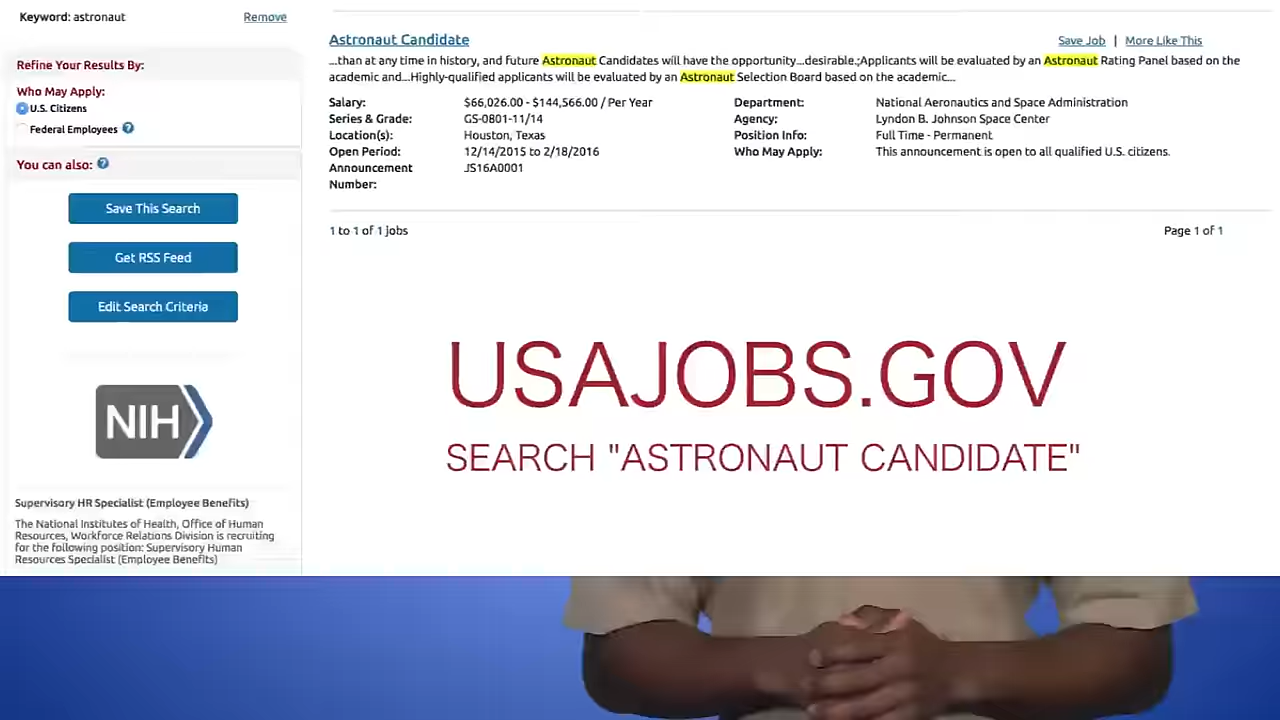 Keyword: astronaut Remove
Refine Your Results By:
Who May Apply:
U.S. Citizens
Federal Employees ?
You can also: ?
Save This Search
Get RSS Feed
Edit Search Criteria
NIH
Supervisory HR Specialist (Employee Benefits)
The National Institutes of Health, Office of Human
Resources, Workforce Relations Division is recruiting
for the following position: Supervisory Human
Resources Specialist (Employee Benefits)
Astronaut Candidate
Save Job | More Like This
...than at any time in history, and future Astronaut Candidates will have the opportunity...desirable.;Applicants will be evaluated by an Astronaut Rating Panel based on the
academic and...Highly-qualified applicants will be evaluated by an Astronaut Selection Board based on the academic...
Salary: $66,026.00 - $144,566.00 / Per Year
Series & Grade: GS-0801-11/14
Location(s): Houston, Texas
Open Period: 12/14/2015 to 2/18/2016
Announcement JS16A0001
Number:
Department: National Aeronautics and Space Administration
Agency: Lyndon B. Johnson Space Center
Position Info: Full Time - Permanent
Who May Apply: This announcement is open to all qualified U.S. citizens.
1 to 1 of 1 jobs
Page 1 of 1
USAJOBS.GOV
SEARCH "ASTRONAUT CANDIDATE"